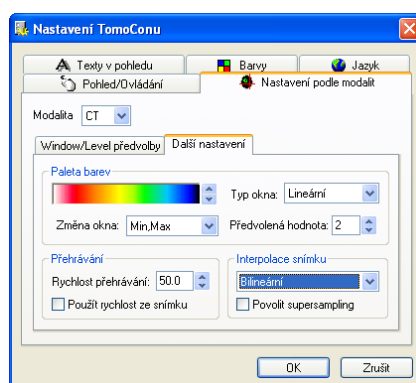 Nastavení TomoConu
Texty v pohledu
Barvy
Jazyk
Pohled/Ovládání
Nastavení podle modalit
Modalita CT
Window/Level předvolby
Další nastavení
Paleta barev
Typ okna: Lineární
Změna okna: Min,Max
Předvolená hodnota: 2
Přehrávání
Interpolace snímku
Rychlost přehrávání: 50.0
Bilineární
Použít rychlost ze snímku
Povolit supersampling
OK
Zrušit